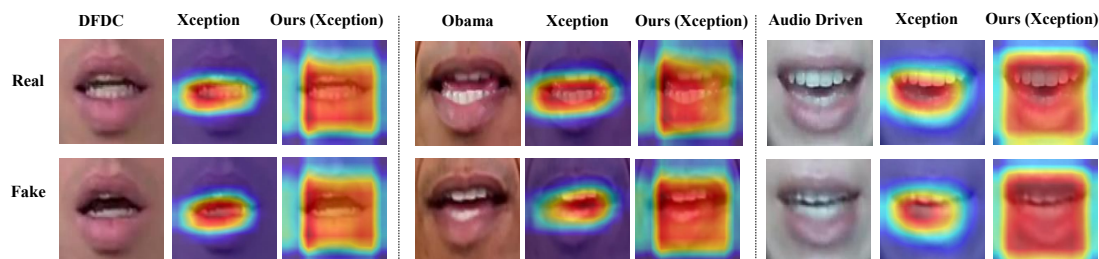 DFDC Xception Ours (Xception) Obama Xception Ours (Xception) Audio Driven Xception Ours (Xception)
Real
Fake